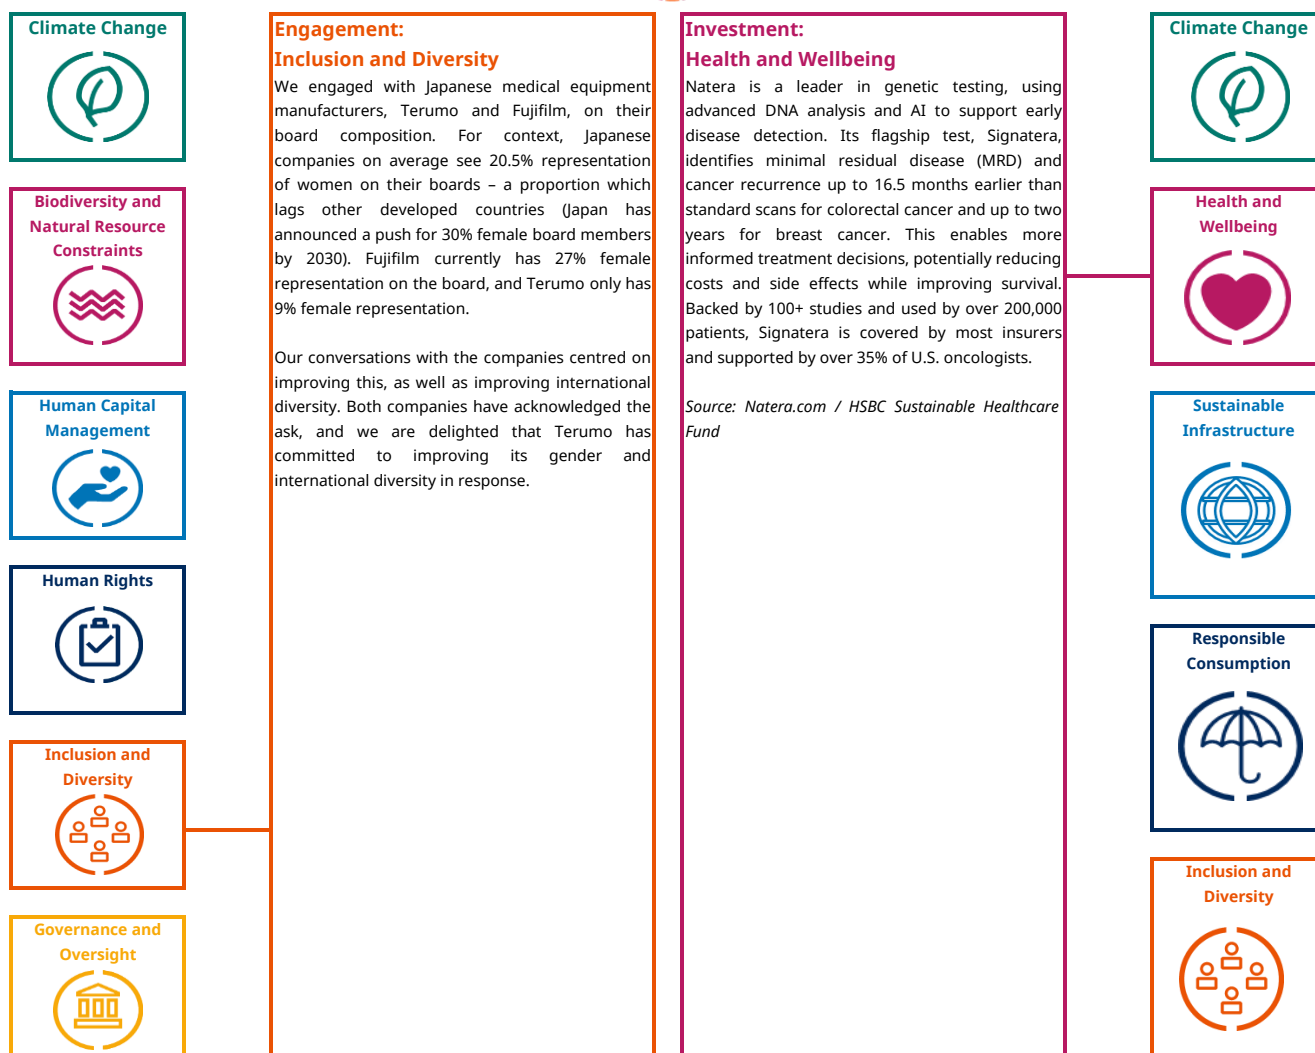 Climate Change
Biodiversity and
Natural Resource
Constraints
Human Capital
Management
Human Rights
Inclusion and
Diversity
Governance and
Oversight
Engagement:
Inclusion and Diversity
We engaged with Japanese medical equipment
manufacturers, Terumo and Fujifilm, on their
board composition. For context, Japanese
companies on average see 20.5% representation
of women on their boards – a proportion which
lags other developed countries (Japan has
announced a push for 30% female board members
by 2030). Fujifilm currently has 27% female
representation on the board, and Terumo only has
9% female representation.
Our conversations with the companies centred on
improving this, as well as improving international
diversity. Both companies have acknowledged the
ask, and we are delighted that Terumo has
committed to improving its gender and
international diversity in response.
Investment:
Health and Wellbeing
Natera is a leader in genetic testing, using
advanced DNA analysis and AI to support early
disease detection. Its flagship test, Signatera,
identifies minimal residual disease (MRD) and
cancer recurrence up to 16.5 months earlier than
standard scans for colorectal cancer and up to two
years for breast cancer. This enables more
informed treatment decisions, potentially reducing
costs and side effects while improving survival.
Backed by 100+ studies and used by over 200,000
patients, Signatera is covered by most insurers
and supported by over 35% of U.S. oncologists.
Source: Natera.com / HSBC Sustainable Healthcare
Fund
Climate Change
Health and
Wellbeing
Sustainable
Infrastructure
Responsible
Consumption
Inclusion and
Diversity